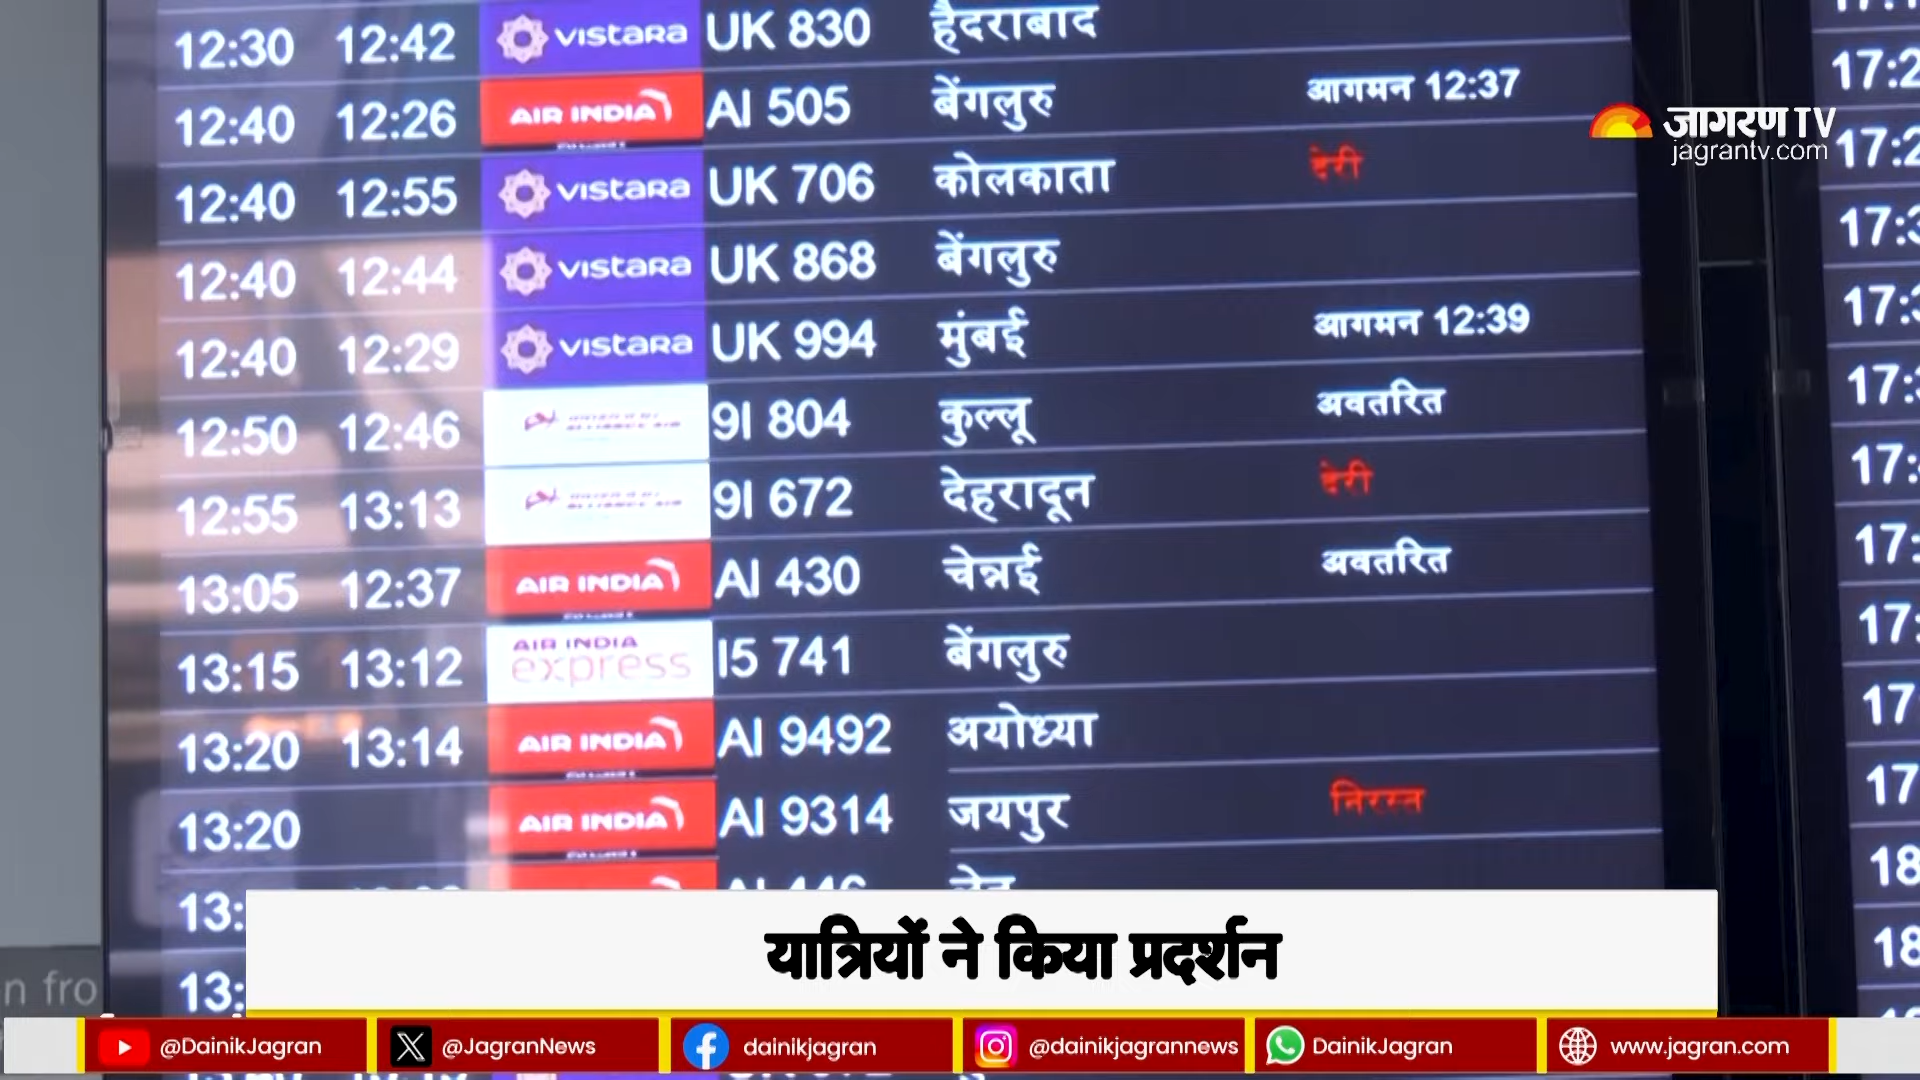 12:30 12:42 vistara UK 830 हैदराबाद
12:40 12:26 AIR INDIA AI 505 बेंगलुरु आगमन 12:37
12:40 12:55 vistara UK 706 कोलकाता देरी
12:40 12:44 vistara UK 868 बेंगलुरु
12:40 12:29 vistara UK 994 मुंबई आगमन 12:39
12:50 12:46 9I 804 कुल्लू अवतरित
12:55 13:13 9I 672 देहरादून देरी
13:05 12:37 AIR INDIA AI 430 चेन्नई अवतरित
13:15 13:12 AIR INDIA express I5 741 बेंगलुरु
13:20 13:14 AIR INDIA AI 9492 अयोध्या
13:20 AIR INDIA AI 9314 जयपुर निरस्त
जागरण TV
jagrantv.com
यात्रियों ने किया प्रदर्शन
n fro
@DainikJagran @JagranNews dainikjagran @dainikjagrannews DainikJagran www.jagran.com